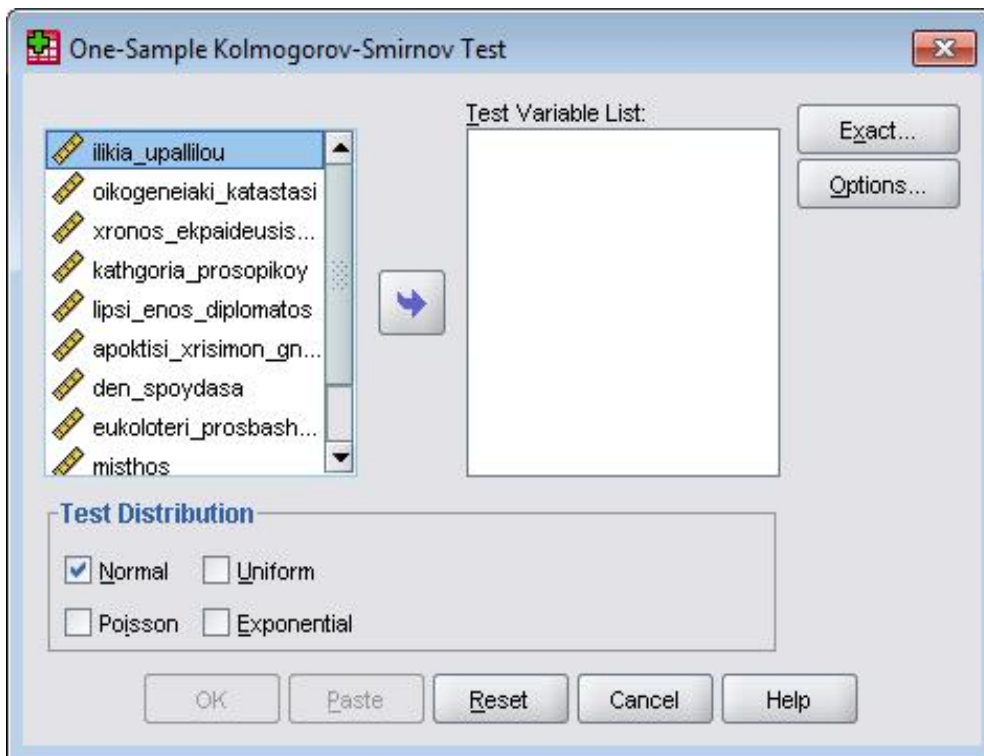 One-Sample Kolmogorov-Smirnov Test
Test Variable List:
ilikia_upallilou
oikogeneiaki_katastasi
xronos_ekpaideusis...
kathgoria_prosopikoy
lipsi_enos_diplomatos
apoktisi_xrisimon_gn...
den_spoydasa
eukoloteri_prosbash...
misthos
Exact...
Options...
Test Distribution
Normal Uniform
Poisson Exponential
OK Paste Reset Cancel Help